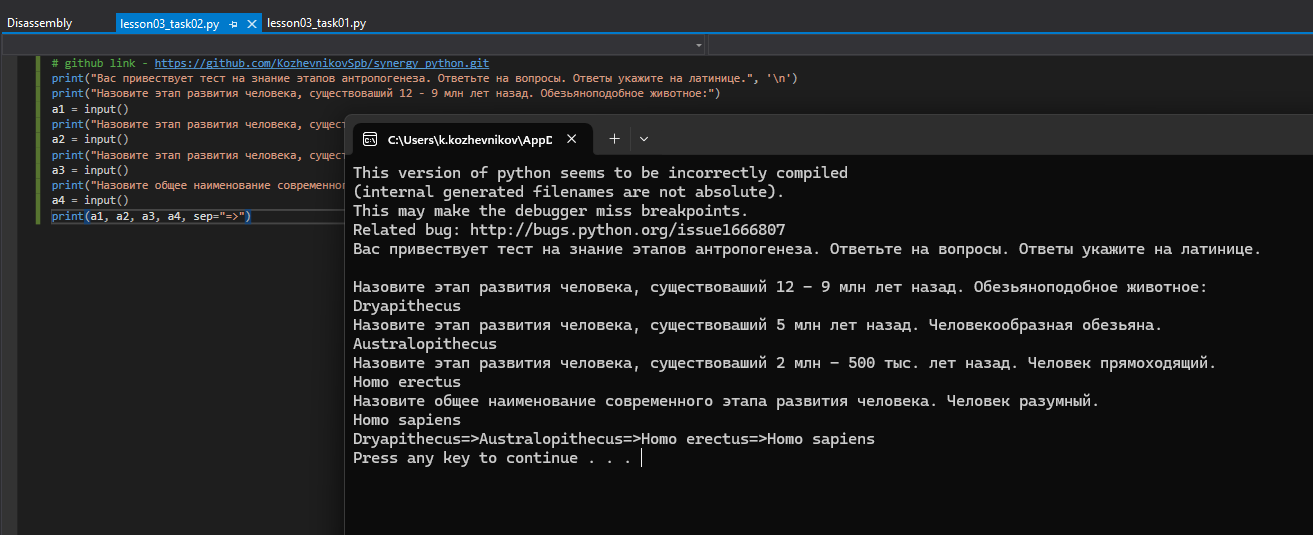 Disassembly lesson03_task02.py lesson03_task01.py
# github link - https://github.com/KozhevnikovSpb/synergy_python.git
print("Вас привествует тест на знание этапов антропогенеза. Ответьте на вопросы. Ответы укажите на латинице.", '\n')
print("Назовите этап развития человека, существоваший 12 - 9 млн лет назад. Обезьяноподобное животное:")
a1 = input()
print("Назовите этап развития человека, сущест
a2 = input()
print("Назовите этап развития человека, сущест
a3 = input()
print("Назовите общее наименование современног
a4 = input()
print(a1, a2, a3, a4, sep="=>")
C:\Users\k.kozhevnikov\AppD
This version of python seems to be incorrectly compiled
(internal generated filenames are not absolute).
This may make the debugger miss breakpoints.
Related bug: http://bugs.python.org/issue1666807
Вас привествует тест на знание этапов антропогенеза. Ответьте на вопросы. Ответы укажите на латинице.
Назовите этап развития человека, существоваший 12 - 9 млн лет назад. Обезьяноподобное животное:
Dryapithecus
Назовите этап развития человека, существоваший 5 млн лет назад. Человекообразная обезьяна.
Australopithecus
Назовите этап развития человека, существоваший 2 млн - 500 тыс. лет назад. Человек прямоходящий.
Homo erectus
Назовите общее наименование современного этапа развития человека. Человек разумный.
Homo sapiens
Dryapithecus=>Australopithecus=>Homo erectus=>Homo sapiens
Press any key to continue . . .